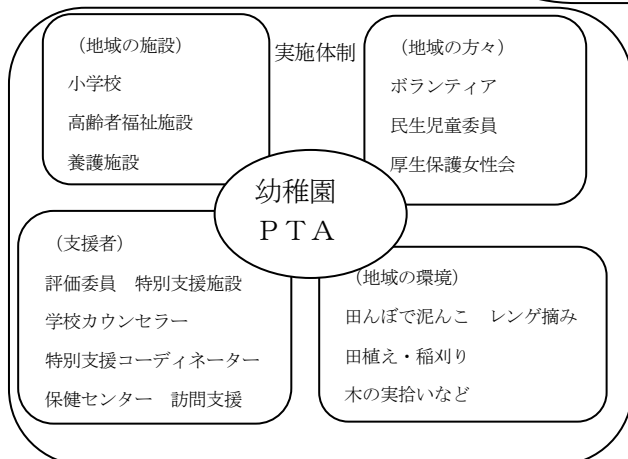 実施体制
（地域の施設）
小学校
高齢者福祉施設
養護施設
（地域の方々）
ボランティア
民生児童委員
厚生保護女性会
幼稚園
ＰＴＡ
（支援者）
評価委員　特別支援施設
学校カウンセラー
特別支援コーディネーター
保健センター　訪問支援
（地域の環境）
田んぼで泥んこ　レンゲ摘み
田植え・稲刈り
木の実拾いなど